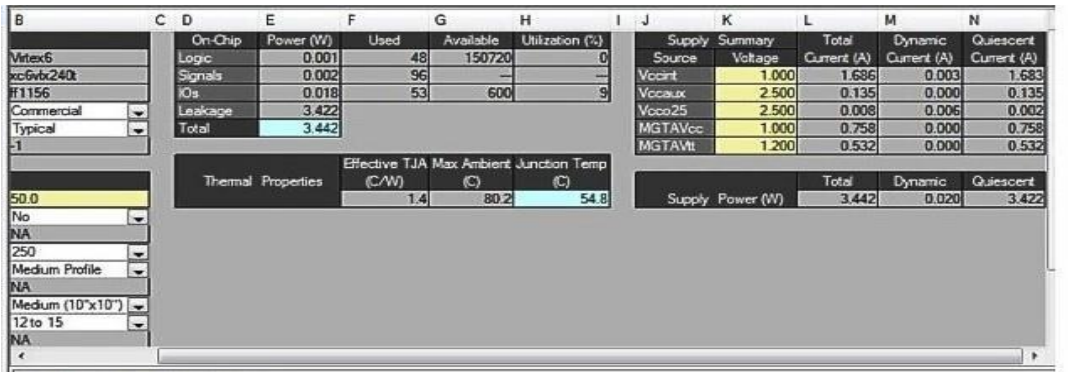 B C D E F G H I J K L M N
On-Chip Power (W) Used Available Utilization (%) Supply Summary Total Dynamic Quiescent
Virtex6 Logic 0.001 48 150720 0 Source Voltage Current (A) Current (A) Current (A)
xc6vlx240t Signals 0.002 96 --- --- Vccint 1.000 1.686 0.003 1.683
ff1156 IOs 0.018 53 600 9 Vccaux 2.500 0.135 0.000 0.135
Commercial Leakage 3.422 Vcco25 2.500 0.008 0.006 0.002
Typical Total 3.442 MGTAVcc 1.000 0.758 0.000 0.758
-1 MGTAVtt 1.200 0.532 0.000 0.532
Effective TJA Max Ambient Junction Temp
Thermal Properties (C/W) (C) (C) Total Dynamic Quiescent
50.0 1.4 80.2 54.8 Supply Power (W) 3.442 0.020 3.422
No
NA
250
Medium Profile
NA
Medium (10"x10")
12 to 15
NA